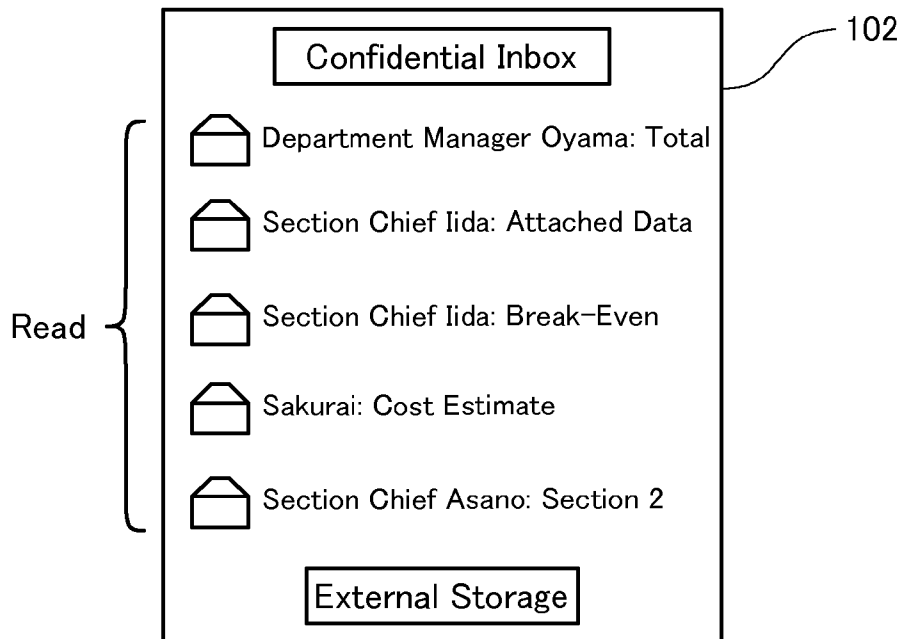 102
Confidential Inbox
Department Manager Oyama: Total
Section Chief Iida: Attached Data
Read
Section Chief Iida: Break-Even
Sakurai: Cost Estimate
Section Chief Asano: Section 2
External Storage